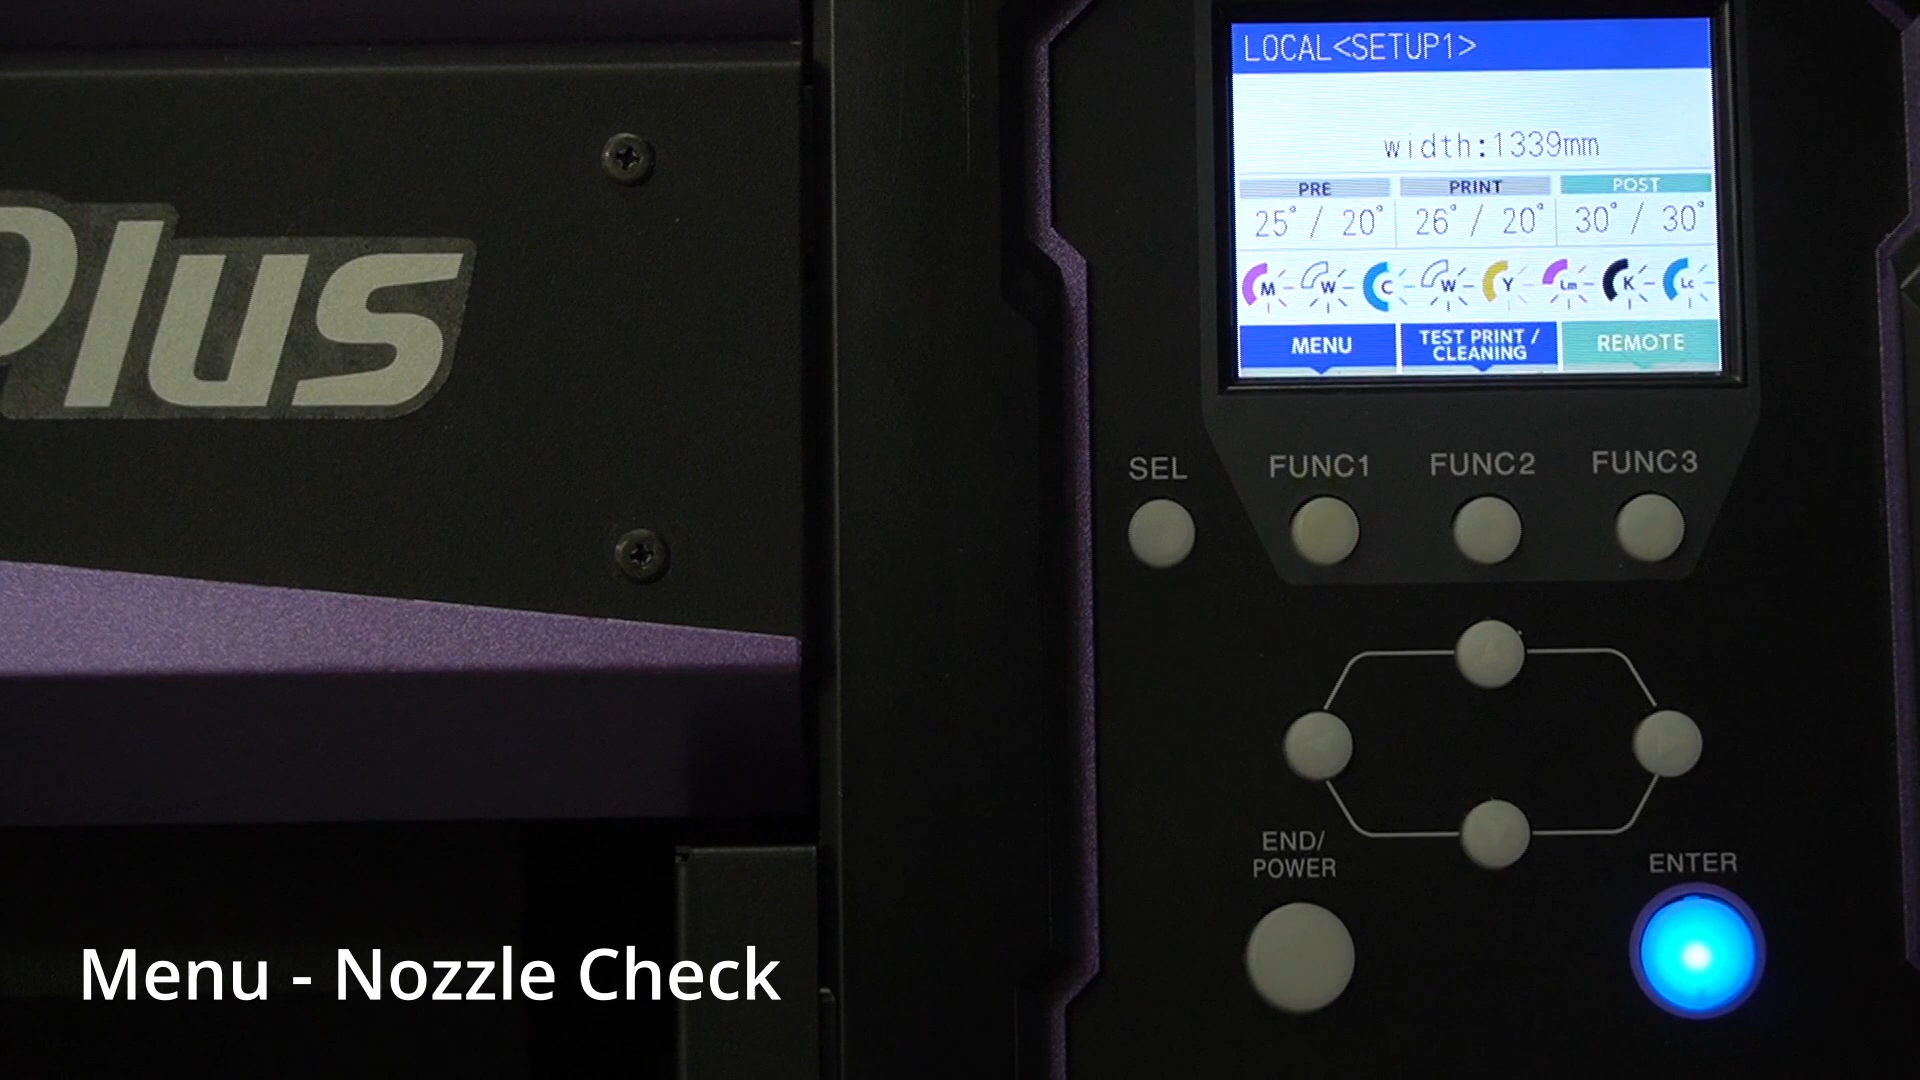 Plus
LOCAL<SETUP1>
width:1339mm
PRE PRINT POST
25° / 20° 26° / 20° 30° / 30°
M W C W Y Lm K Lc
MENU TEST PRINT / CLEANING REMOTE
SEL FUNC1 FUNC2 FUNC3
END/
POWER
ENTER
Menu - Nozzle Check